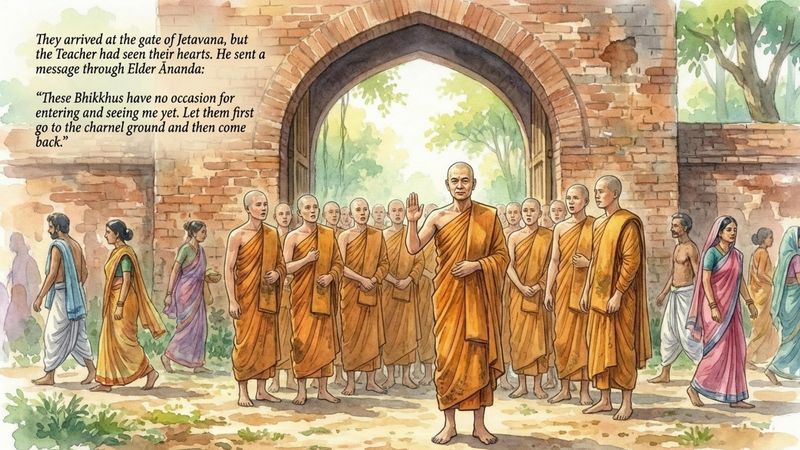 They arrived at the gate of Jetavana, but
the Teacher had seen their hearts. He sent a
message through Elder Ānanda:
“These Bhikkhus have no occasion for
entering and seeing me yet. Let them first
go to the charnel ground and then come
back.”